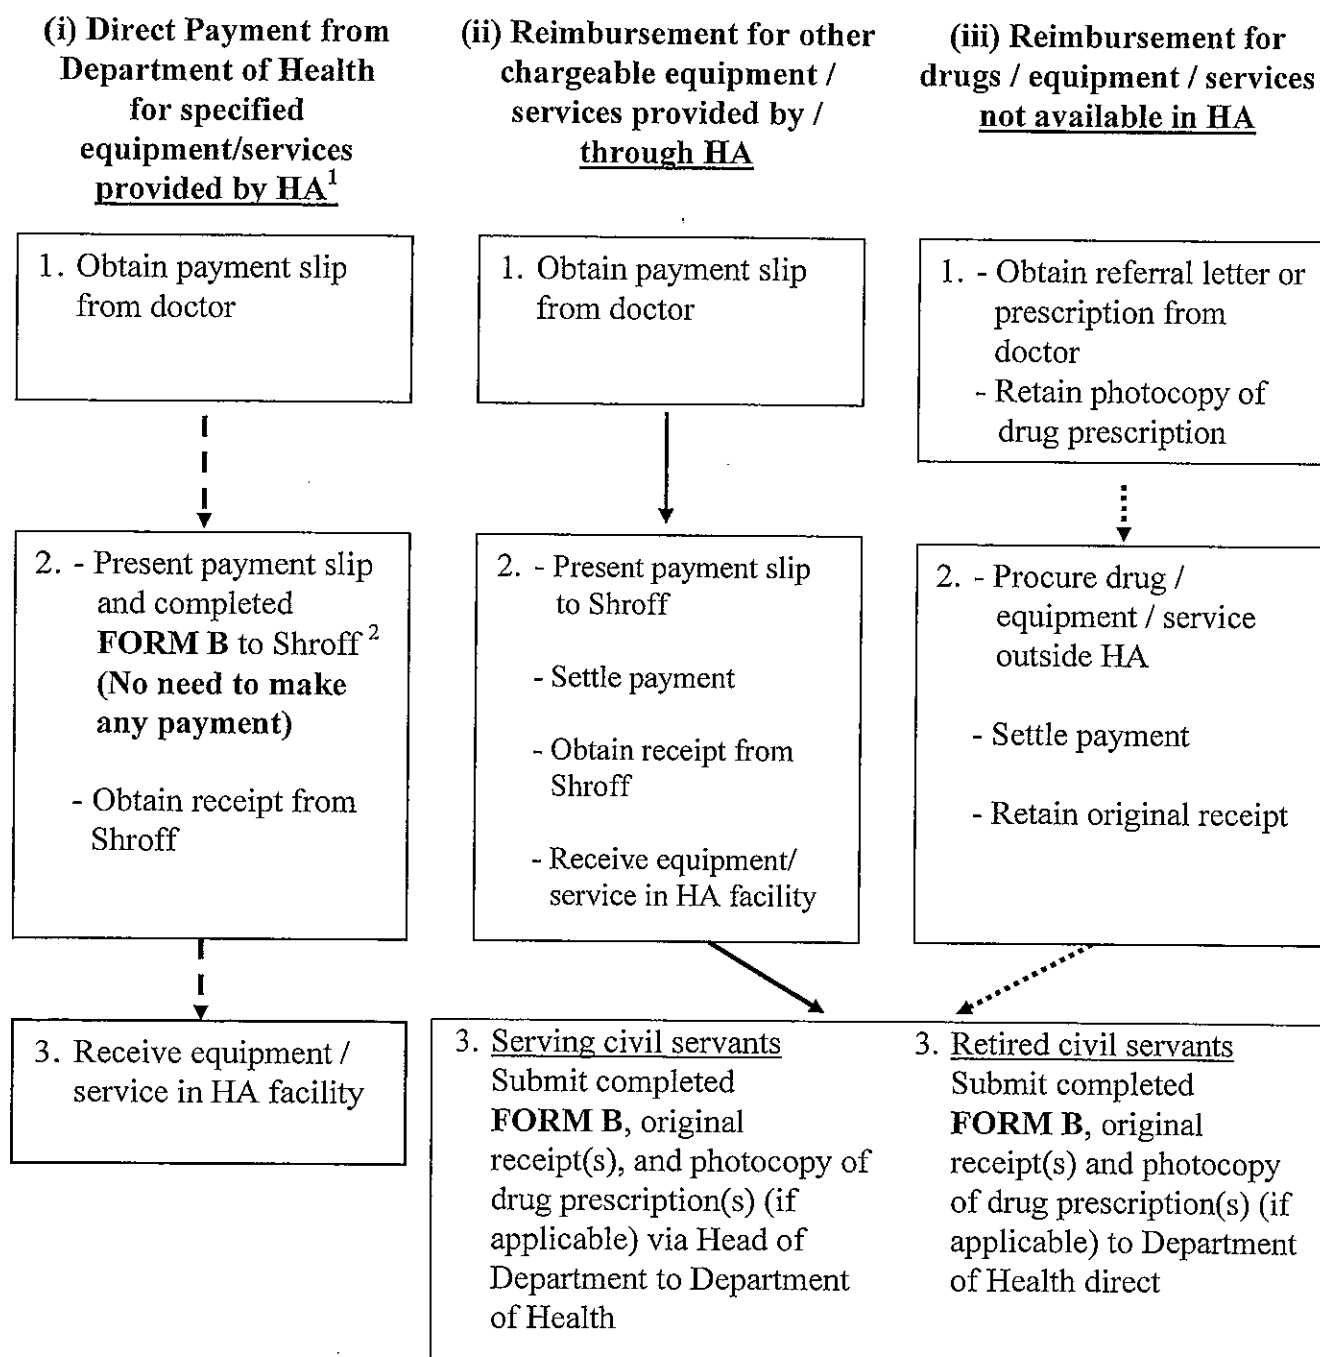 (i) Direct Payment from
Department of Health
for specified
equipment/services
provided by HA1
1. Obtain payment slip
from doctor
2. - Present payment slip
and completed
FORM B to Shroff 2
(No need to make
any payment)
- Obtain receipt from
Shroff
3. Receive equipment /
service in HA facility
(ii) Reimbursement for other
chargeable equipment /
services provided by /
through HA
1. Obtain payment slip
from doctor
2. - Present payment slip
to Shroff
- Settle payment
- Obtain receipt from
Shroff
- Receive equipment/
service in HA facility
(iii) Reimbursement for
drugs / equipment / services
not available in HA
1. - Obtain referral letter or
prescription from
doctor
- Retain photocopy of
drug prescription
2. - Procure drug /
equipment / service
outside HA
- Settle payment
- Retain original receipt
3. Serving civil servants
Submit completed
FORM B, original
receipt(s), and photocopy of
drug prescription(s) (if
applicable) via Head of
Department to Department
of Health
3. Retired civil servants
Submit completed
FORM B, original
receipt(s) and photocopy
of drug prescription(s) (if
applicable) to Department
of Health direct